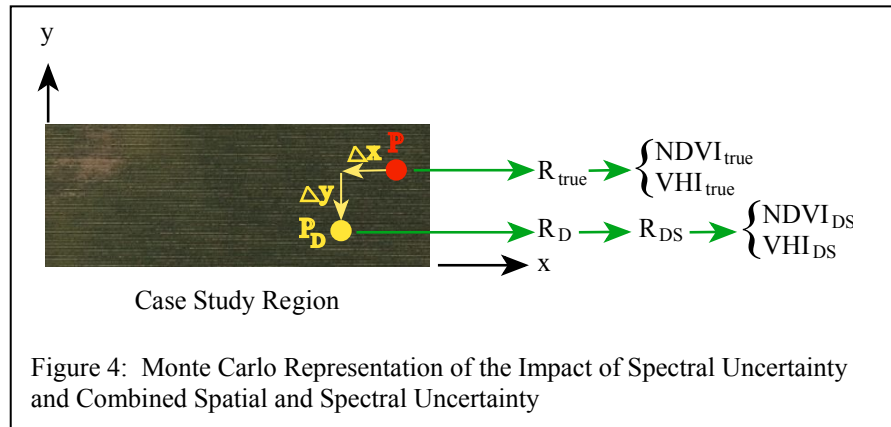 y
P
Δx
Δy
P_D
R_true
NDVI_true
VHI_true
R_D
R_DS
NDVI_DS
VHI_DS
x
Case Study Region
Figure 4: Monte Carlo Representation of the Impact of Spectral Uncertainty
and Combined Spatial and Spectral Uncertainty